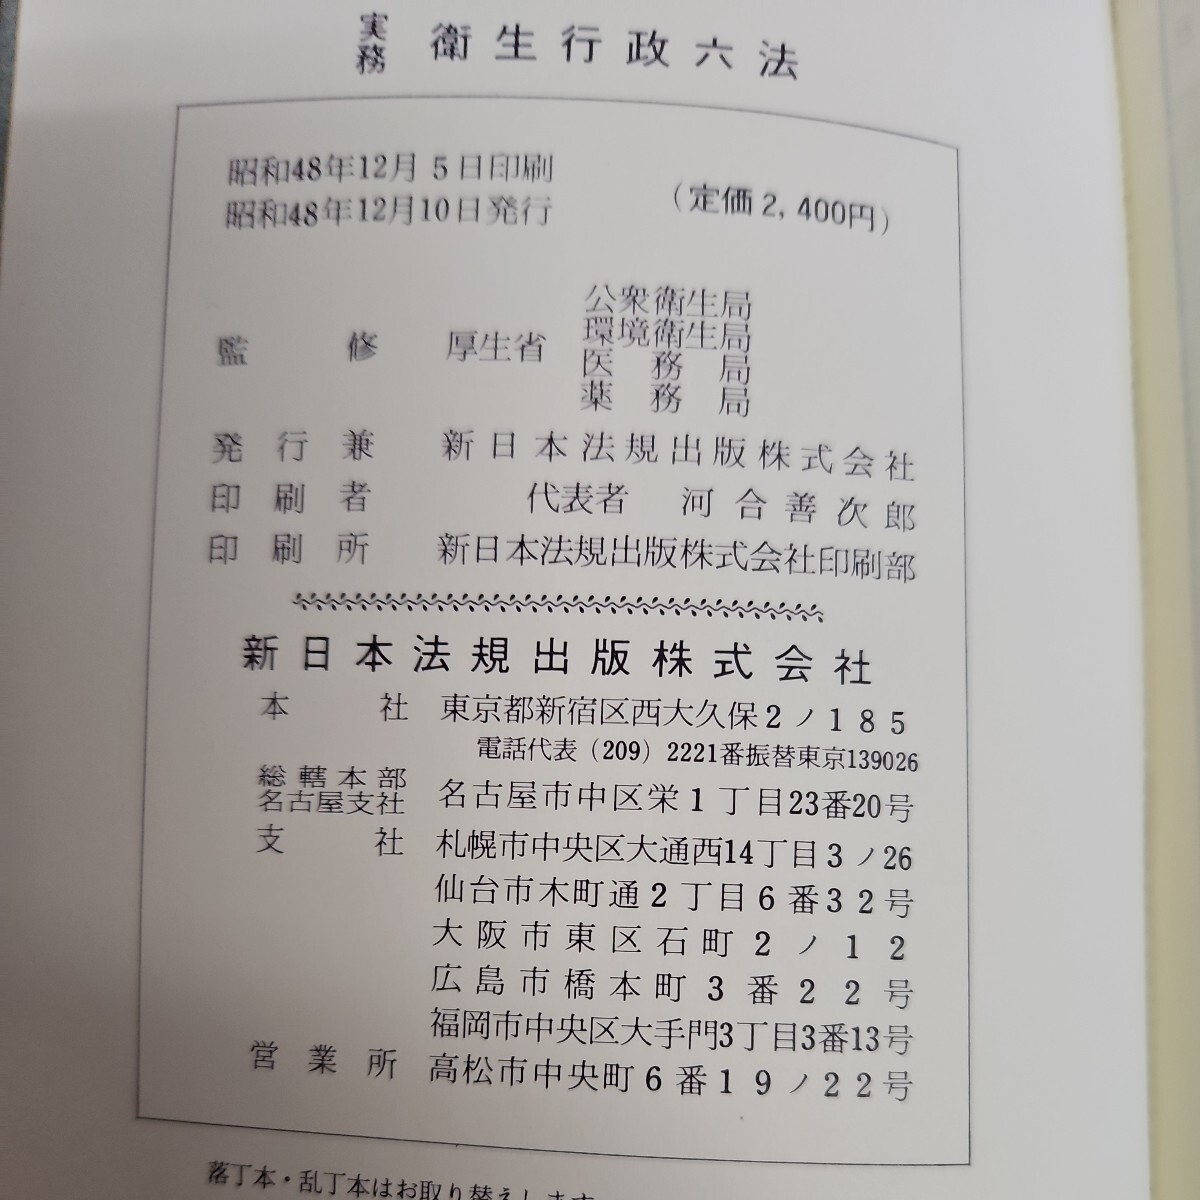 実務 衛生行政六法
昭和48年12月5日印刷
昭和48年12月10日発行
(定価2,400円)
監修 厚生省
公衆衛生局
環境衛生局
医務局
薬務局
発行兼 新日本法規出版株式会社
印刷者 代表者 河合善次郎
印刷所 新日本法規出版株式会社印刷部
新日本法規出版株式会社
本社 東京都新宿区西大久保2ノ185
電話代表(209)2221番振替東京139026
総轄本部
名古屋支社 名古屋市中区栄1丁目23番20号
支社 札幌市中央区大通西14丁目3ノ26
仙台市木町通2丁目6番32号
大阪市東区石町2ノ12
広島市橋本町3番22号
福岡市中央区大手門3丁目3番13号
営業所 高松市中央町6番19ノ22号
落丁本・乱丁本はお取り替えします